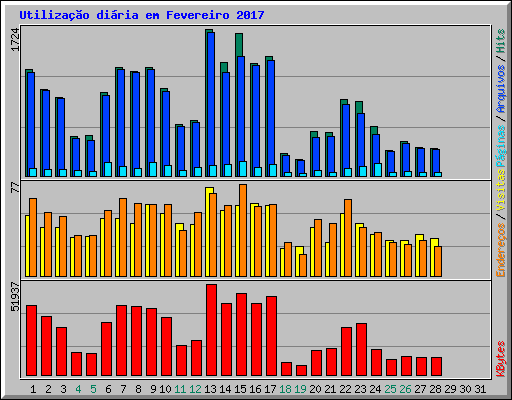 Utilização diária em Fevereiro 2017
1724
77
51937
Endereços / Visitas Páginas / Arquivos / Hits
KBytes
1 2 3 4 5 6 7 8 9 10 11 12 13 14 15 16 17 18 19 20 21 22 23 24 25 26 27 28 29 30 31